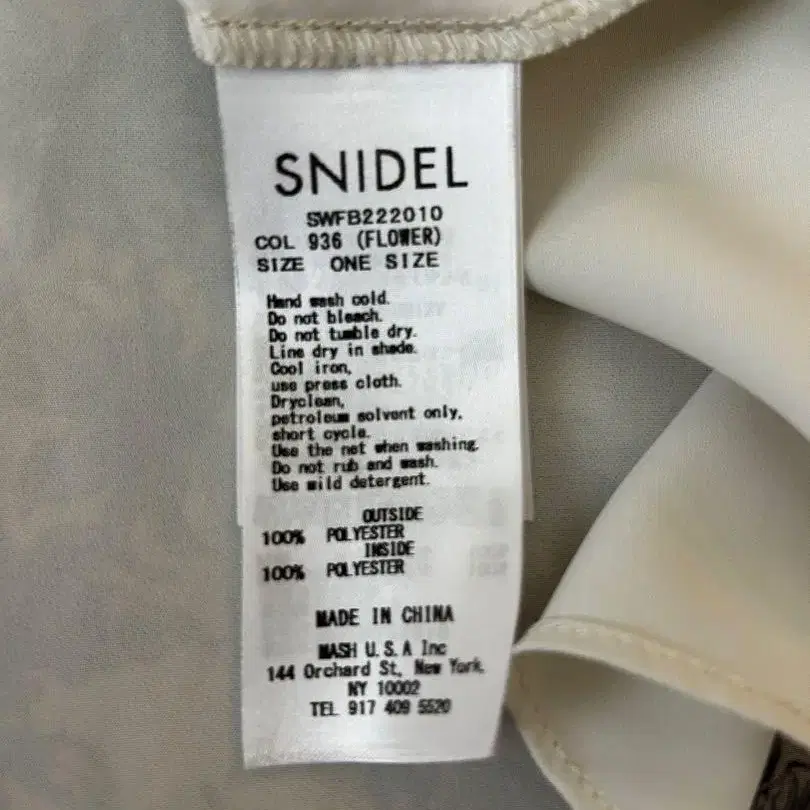 SNIDEL
SWFB222010
COL 936 (FLOWER)
SIZE ONE SIZE
Hand wash cold.
Do not bleach.
Do not tumble dry.
Line dry in shade.
Cool iron,
use press cloth.
Dryclean,
petroleum solvent only,
short cycle.
Use the net when washing.
Do not rub and wash.
Use mild detergent.
OUTSIDE
100% POLYESTER
INSIDE
100% POLYESTER
MADE IN CHINA
MASH U.S.A Inc
144 Orchard St, New York,
NY 10002
TEL 917 409 5520